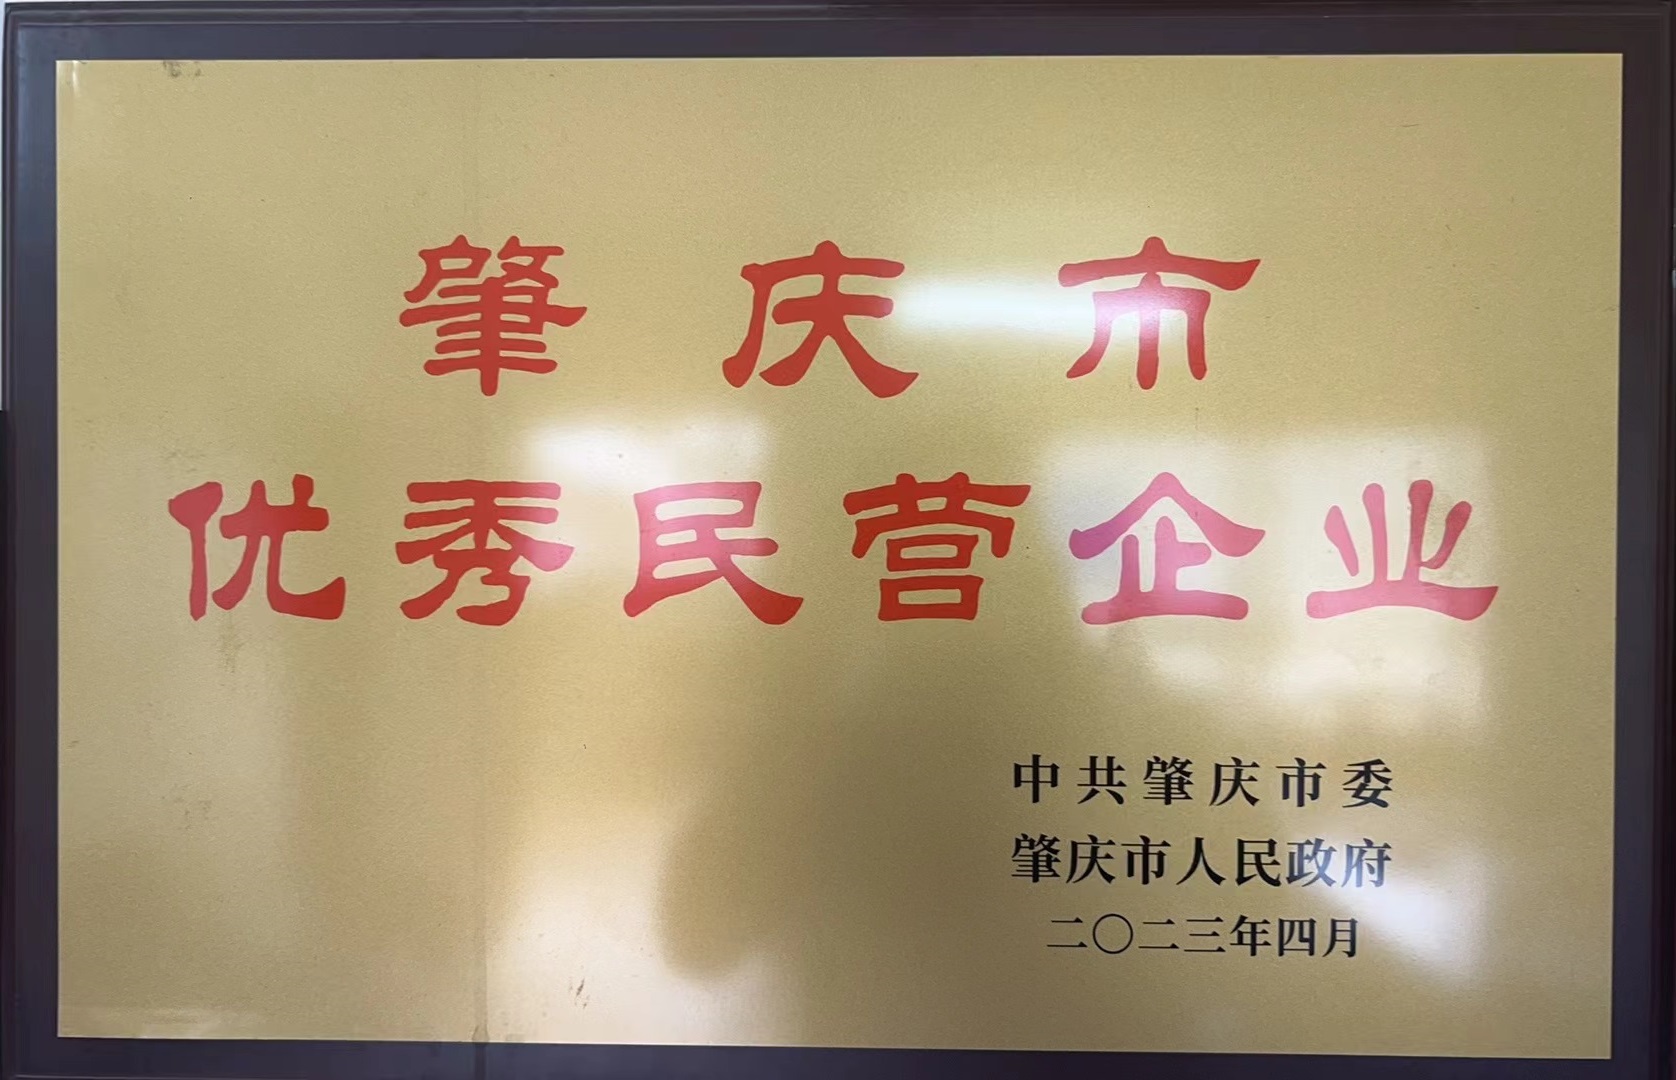 肇庆市
优秀民营企业
中共肇庆市委
肇庆市人民政府
二〇二三年四月